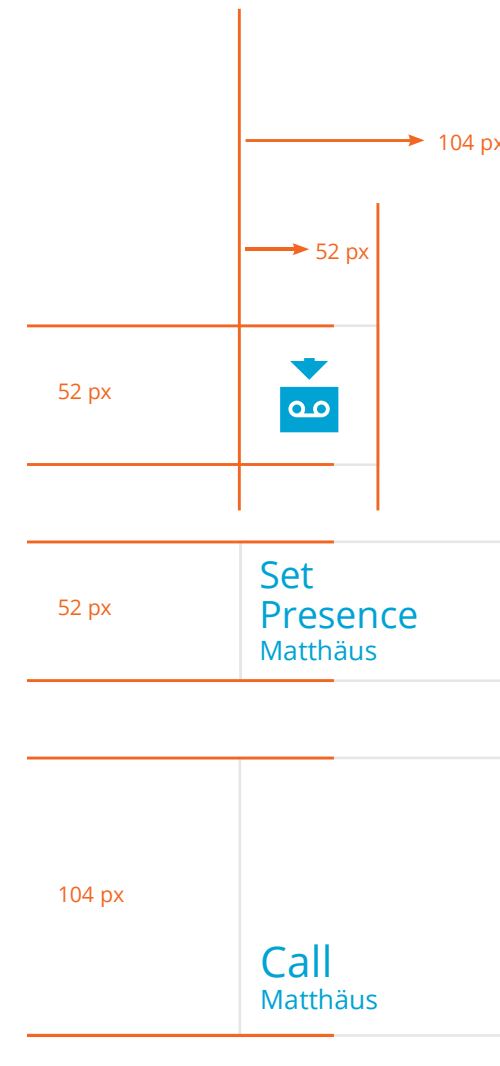 104 px
52 px
52 px
52 px
Set
Presence
Matthäus
104 px
Call
Matthäus